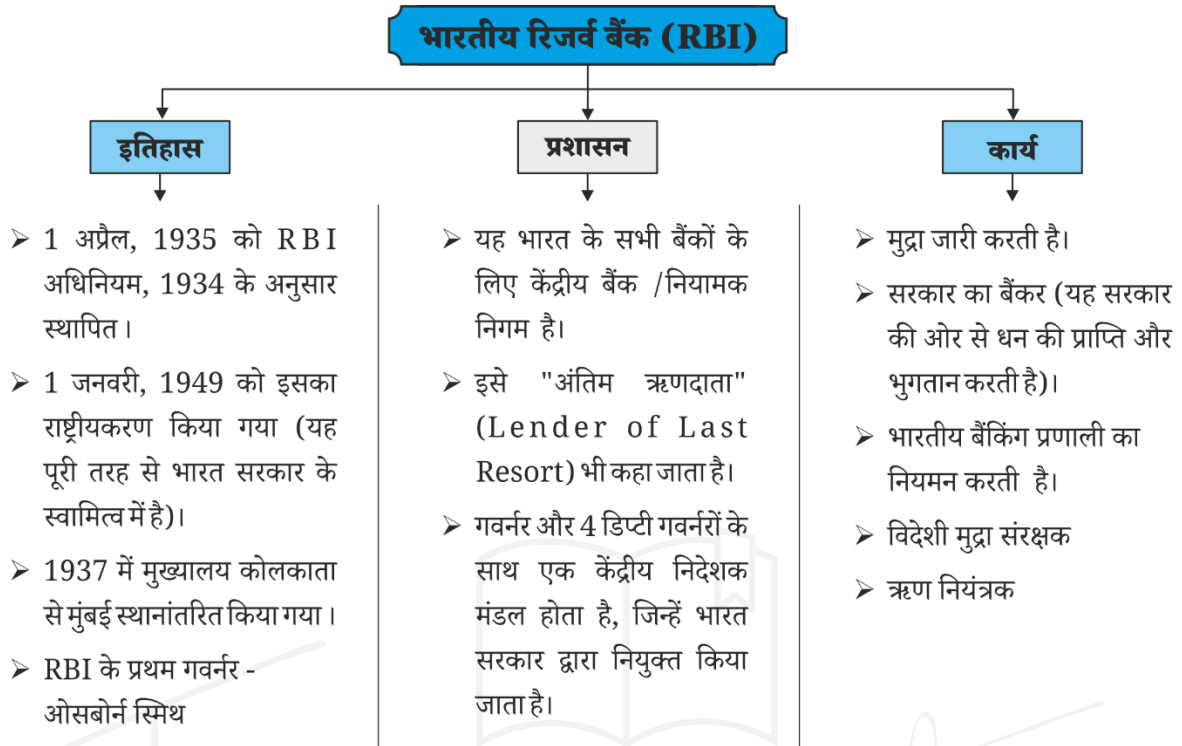 भारतीय रिजर्व बैंक (RBI)
इतिहास
➢ 1 अप्रैल, 1935 को RBI
अधिनियम, 1934 के अनुसार
स्थापित।
➢ 1 जनवरी, 1949 को इसका
राष्ट्रीयकरण किया गया (यह
पूरी तरह से भारत सरकार के
स्वामित्व में है)।
➢ 1937 में मुख्यालय कोलकाता
से मुंबई स्थानांतरित किया गया।
➢ RBI के प्रथम गवर्नर -
ओसबोर्न स्मिथ
प्रशासन
➢ यह भारत के सभी बैंकों के
लिए केंद्रीय बैंक /नियामक
निगम है।
➢ इसे "अंतिम ऋणदाता"
(Lender of Last
Resort) भी कहा जाता है।
➢ गवर्नर और 4 डिप्टी गवर्नरों के
साथ एक केंद्रीय निदेशक
मंडल होता है, जिन्हें भारत
सरकार द्वारा नियुक्त किया
जाता है।
कार्य
➢ मुद्रा जारी करती है।
➢ सरकार का बैंकर (यह सरकार
की ओर से धन की प्राप्ति और
भुगतान करती है)।
➢ भारतीय बैंकिंग प्रणाली का
नियमन करती है।
➢ विदेशी मुद्रा संरक्षक
➢ ऋण नियंत्रक